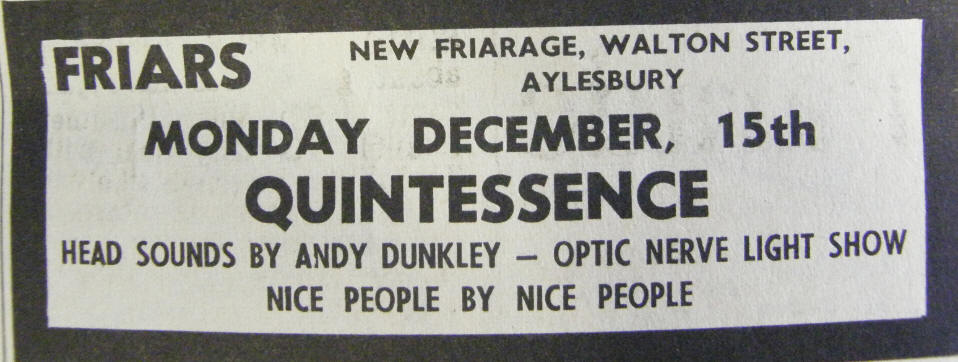 FRIARS NEW FRIARAGE, WALTON STREET,
AYLESBURY
MONDAY DECEMBER, 15th
QUINTESSENCE
HEAD SOUNDS BY ANDY DUNKLEY – OPTIC NERVE LIGHT SHOW
NICE PEOPLE BY NICE PEOPLE